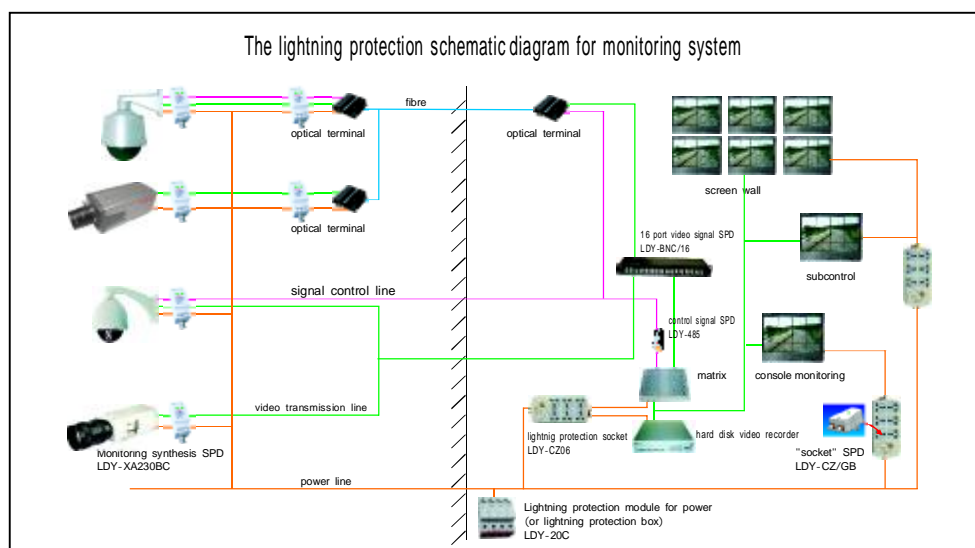 The lightning protection schematic diagram for monitoring system
fibre
optical terminal
optical terminal
optical terminal
screen wall
16 port video signal SPD
LDY-BNC/16
subcontrol
signal control line
control signal SPD
LDY-485
matrix
console monitoring
video transmission line
lightnig protection socket
LDY-CZ06
hard disk video recorder
Monitoring synthesis SPD
LDY-XA230BC
"socket" SPD
LDY-CZ/GB
power line
Lightning protection module for power
(or lightning protection box)
LDY-20C